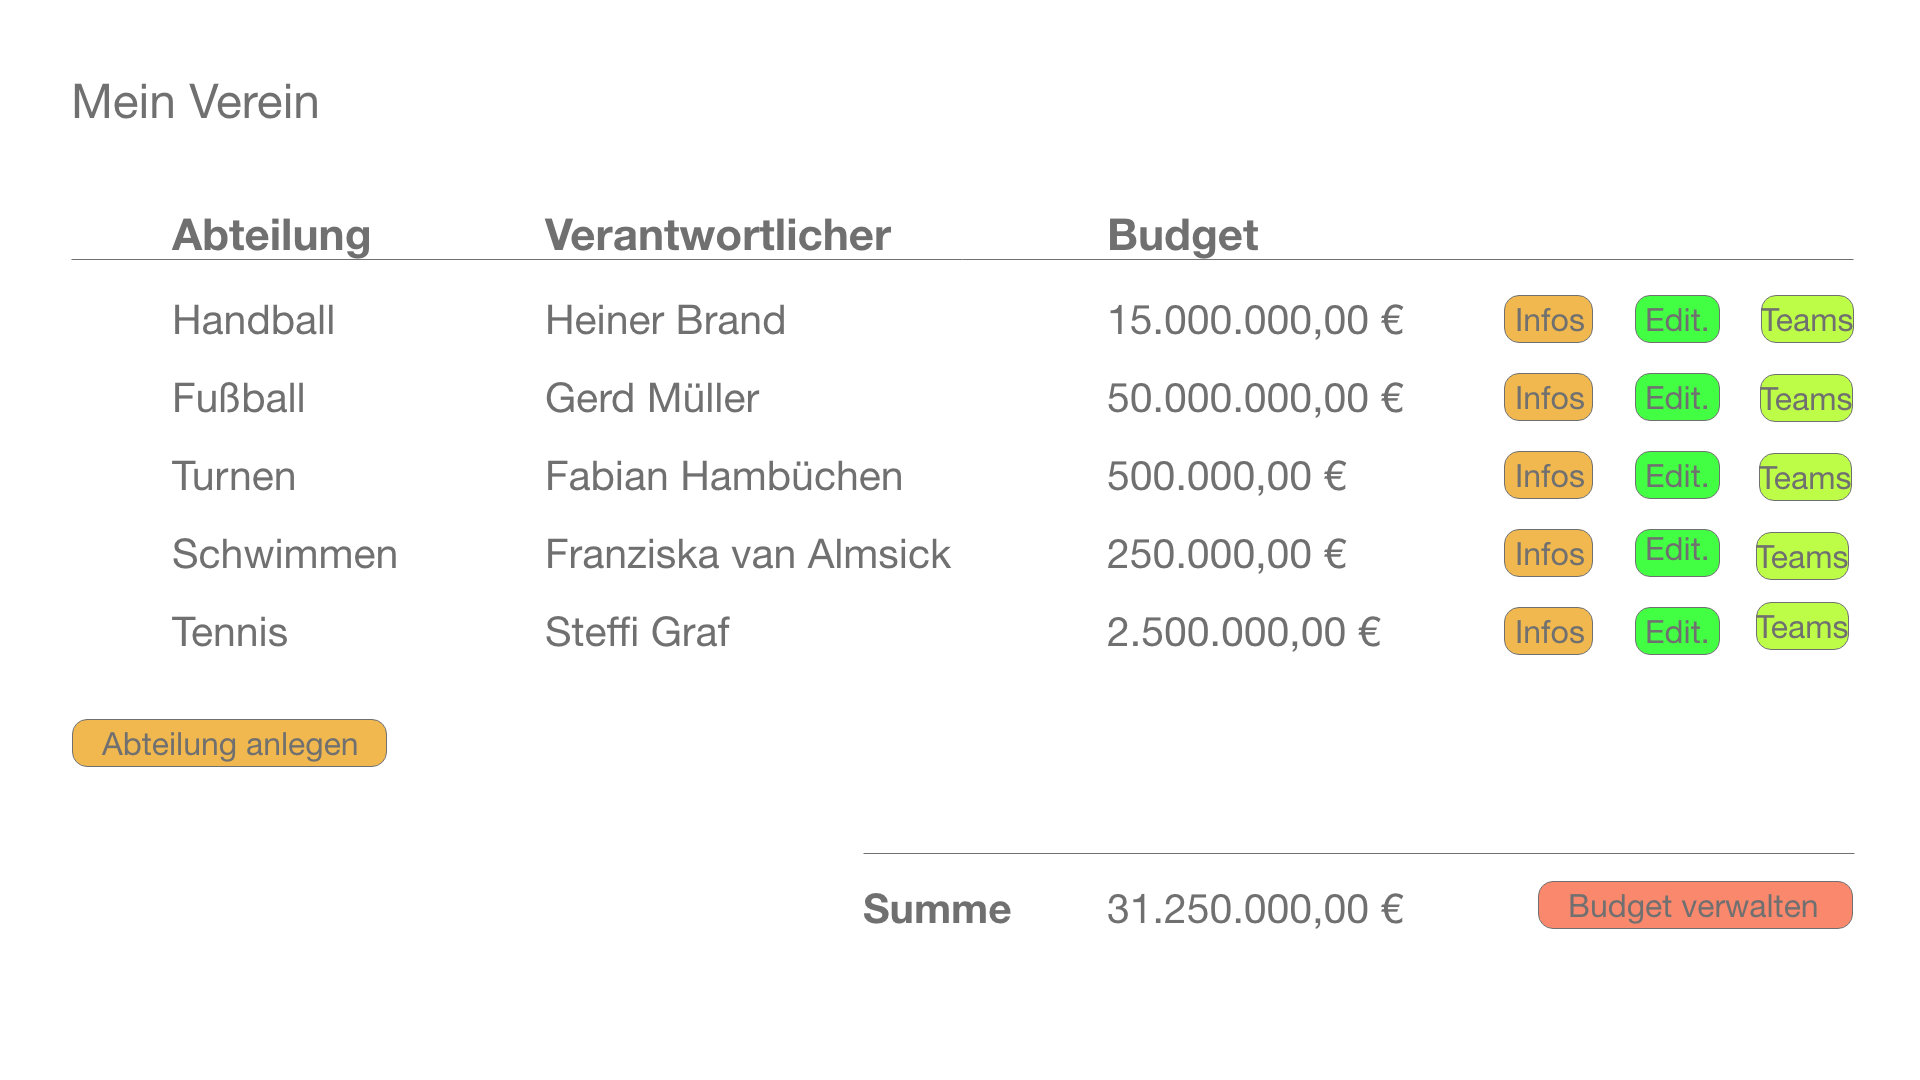 Mein Verein
Abteilung Verantwortlicher Budget
Handball Heiner Brand 15.000.000,00 € Infos Edit. Teams
Fußball Gerd Müller 50.000.000,00 € Infos Edit. Teams
Turnen Fabian Hambüchen 500.000,00 € Infos Edit. Teams
Schwimmen Franziska van Almsick 250.000,00 € Infos Edit. Teams
Tennis Steffi Graf 2.500.000,00 € Infos Edit. Teams
Abteilung anlegen
Summe 31.250.000,00 € Budget verwalten